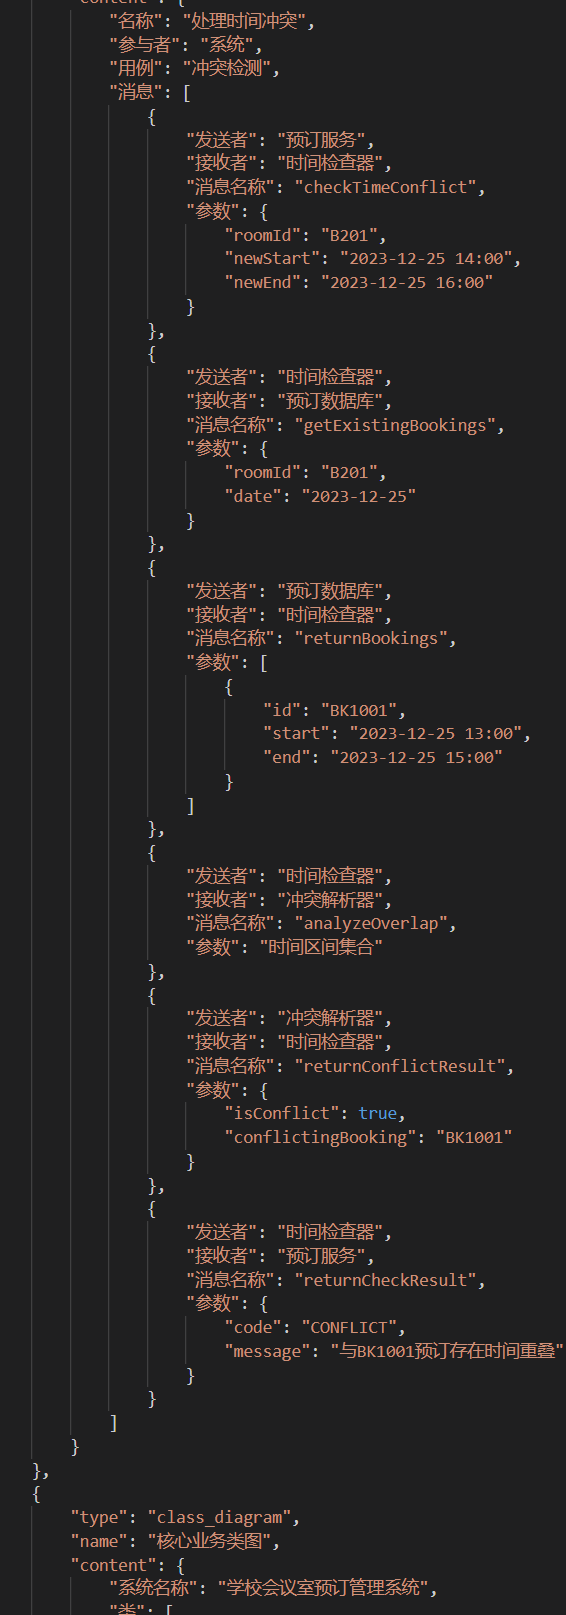 "content": {
"名称": "处理时间冲突",
"参与者": "系统",
"用例": "冲突检测",
"消息": [
{
"发送者": "预订服务",
"接收者": "时间检查器",
"消息名称": "checkTimeConflict",
"参数": {
"roomId": "B201",
"newStart": "2023-12-25 14:00",
"newEnd": "2023-12-25 16:00"
}
},
{
"发送者": "时间检查器",
"接收者": "预订数据库",
"消息名称": "getExistingBookings",
"参数": {
"roomId": "B201",
"date": "2023-12-25"
}
},
{
"发送者": "预订数据库",
"接收者": "时间检查器",
"消息名称": "returnBookings",
"参数": [
{
"id": "BK1001",
"start": "2023-12-25 13:00",
"end": "2023-12-25 15:00"
}
]
},
{
"发送者": "时间检查器",
"接收者": "冲突解析器",
"消息名称": "analyzeOverlap",
"参数": "时间区间集合"
},
{
"发送者": "冲突解析器",
"接收者": "时间检查器",
"消息名称": "returnConflictResult",
"参数": {
"isConflict": true,
"conflictingBooking": "BK1001"
}
},
{
"发送者": "时间检查器",
"接收者": "预订服务",
"消息名称": "returnCheckResult",
"参数": {
"code": "CONFLICT",
"message": "与BK1001预订存在时间重叠"
}
}
]
}
},
{
"type": "class_diagram",
"name": "核心业务类图",
"content": {
"系统名称": "学校会议室预订管理系统",
"类": [